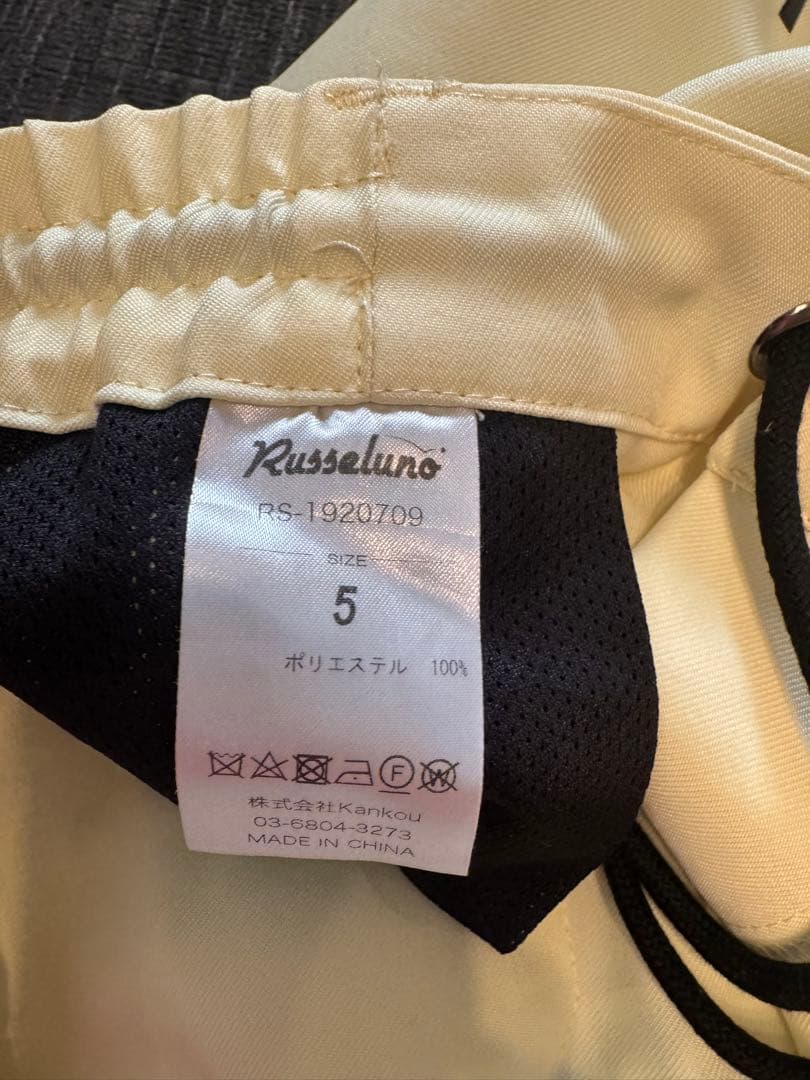 Russeluno
RS-1920709
SIZE
5
ポリエステル 100%
F W
株式会社Kankou
03-6804-3273
MADE IN CHINA